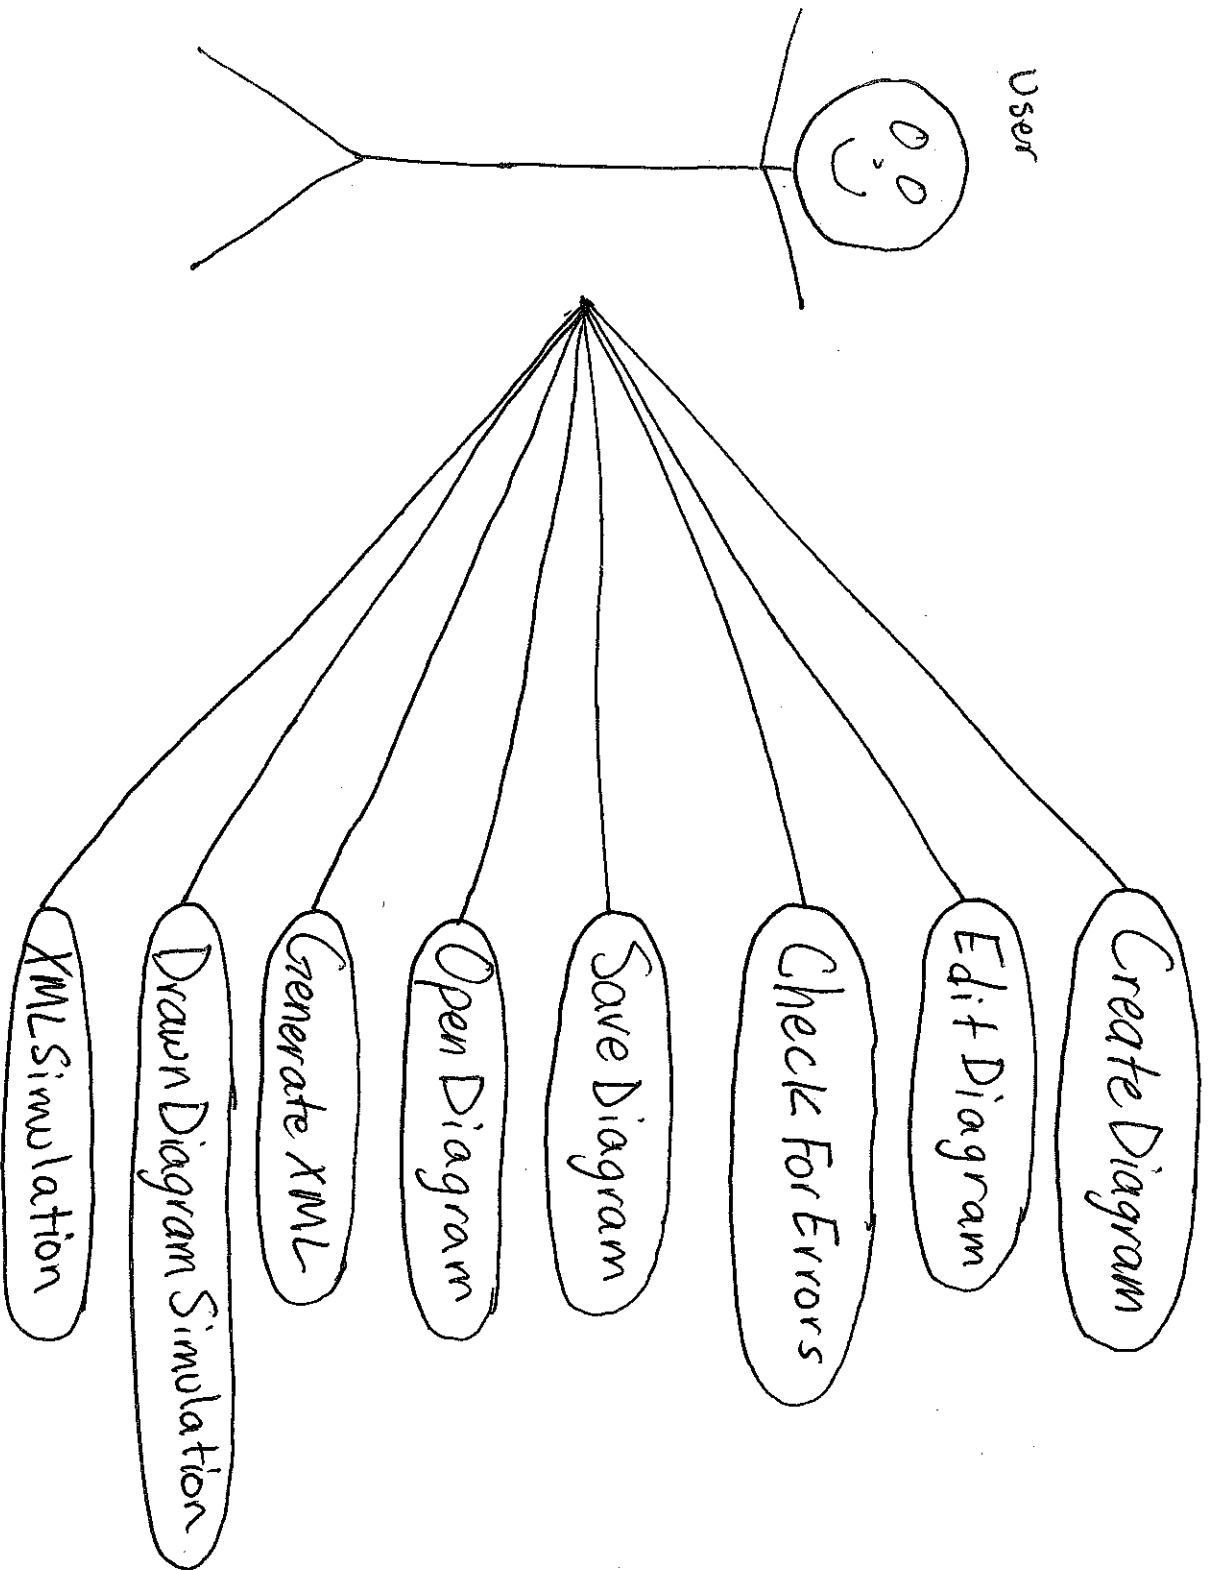 User
Create Diagram
Edit Diagram
Check For Errors
Save Diagram
Open Diagram
Generate XML
Drawn Diagram Simulation
XML Simulation